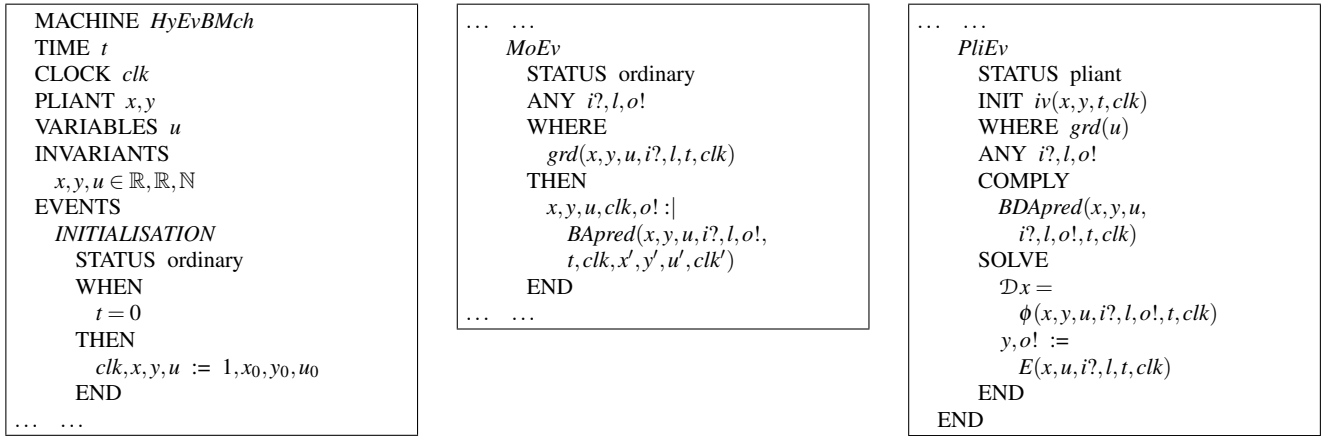 MACHINE HyEvBMch
TIME t
CLOCK clk
PLIANT x, y
VARIABLES u
INVARIANTS
x, y, u ∈ ℝ, ℝ, ℕ
EVENTS
INITIALISATION
STATUS ordinary
WHEN
t = 0
THEN
clk, x, y, u := 1, x₀, y₀, u₀
END
... ...
... ...
MoEv
STATUS ordinary
ANY i?, l, o!
WHERE
grd(x, y, u, i?, l, t, clk)
THEN
x, y, u, clk, o! :|
BApred(x, y, u, i?, l, o!,
t, clk, x′, y′, u′, clk′)
END
... ...
... ...
PliEv
STATUS pliant
INIT iv(x, y, t, clk)
WHERE grd(u)
ANY i?, l, o!
COMPLY
BDApred(x, y, u,
i?, l, o!, t, clk)
SOLVE
𝒟x =
ϕ(x, y, u, i?, l, o!, t, clk)
y, o! :=
E(x, u, i?, l, t, clk)
END
END